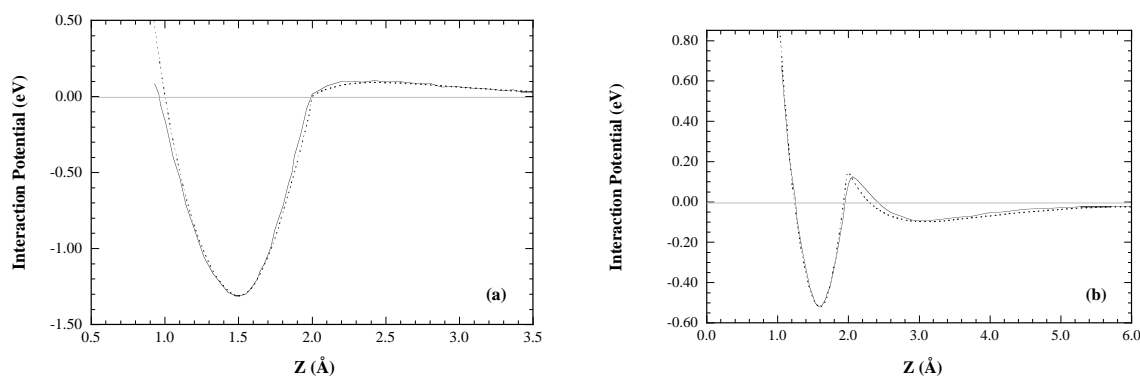 0.50
0.00
-0.50
-1.00
-1.50
Interaction Potential (eV)
0.5 1.0 1.5 2.0 2.5 3.0 3.5
Z (Å)
(a)
0.80
0.60
0.40
0.20
0.00
-0.20
-0.40
-0.60
Interaction Potential (eV)
0.0 1.0 2.0 3.0 4.0 5.0 6.0
Z (Å)
(b)